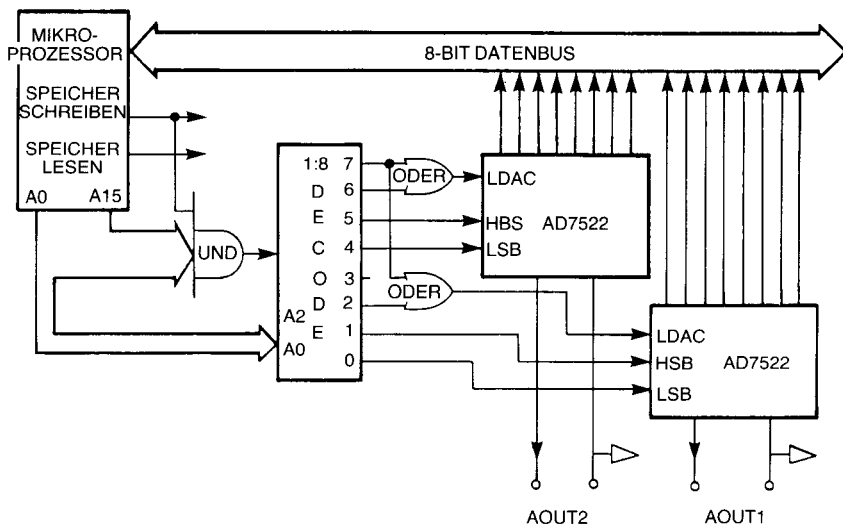 MIKRO-
PROZESSOR
SPEICHER
SCHREIBEN
SPEICHER
LESEN
A0 A15
8-BIT DATENBUS
UND
1:8 7
D 6
E 5
C 4
O 3
D 2
E 1
0
A2
A0
ODER
ODER
LDAC
HBS
LSB
AD7522
LDAC
HSB
LSB
AD7522
AOUT2
AOUT1